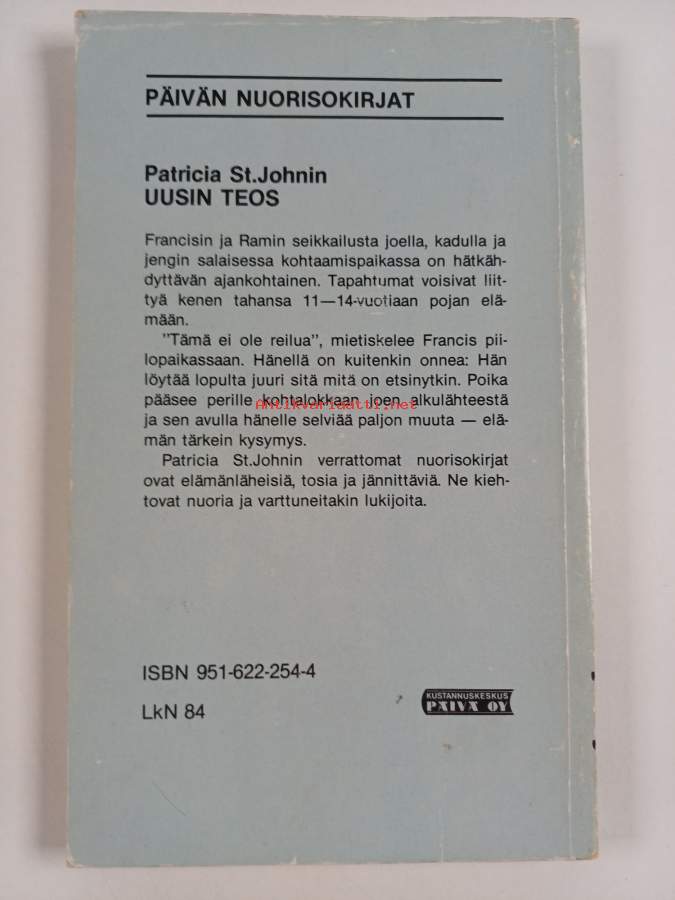 PÄIVÄN NUORISOKIRJAT
Patricia St.Johnin
UUSIN TEOS
Francisin ja Ramin seikkailusta joella, kadulla ja
jengin salaisessa kohtaamispaikassa on hätkäh-
dyttävän ajankohtainen. Tapahtumat voisivat liit-
tyä kenen tahansa 11—14-vuotiaan pojan elä-
mään.
"Tämä ei ole reilua", mietiskelee Francis pii-
lopaikassaan. Hänellä on kuitenkin onnea: Hän
löytää lopulta juuri sitä mitä on etsinytkin. Poika
pääsee perille kohtalokkaan joen alkulähteestä
Antikvariaatti.net
ja sen avulla hänelle selviää paljon muuta — elä-
män tärkein kysymys.
Patricia St.Johnin verrattomat nuorisokirjat
ovat elämänläheisiä, tosia ja jännittäviä. Ne kieh-
tovat nuoria ja varttuneitakin lukijoita.
ISBN 951-622-254-4
LkN 84
KUSTANNUSKESKUS
PÄIVÄ OY